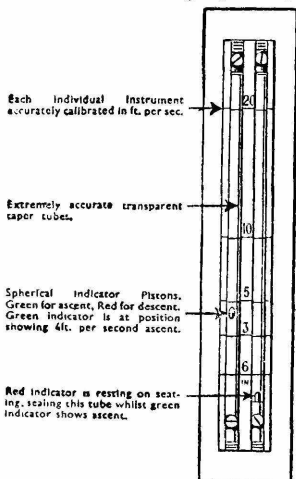 Each individual Instrument
accurately calibrated in ft. per sec.
20
Extremely accurate transparent
taper tubes.
10
Spherical Indicator Pistons.
Green for ascent, Red for descent.
Green indicator is at position
showing 4ft. per second ascent.
5
3
6
IN
Red indicator is resting on seat-
ing, sealing this tube whilst green
indicator shows ascent.